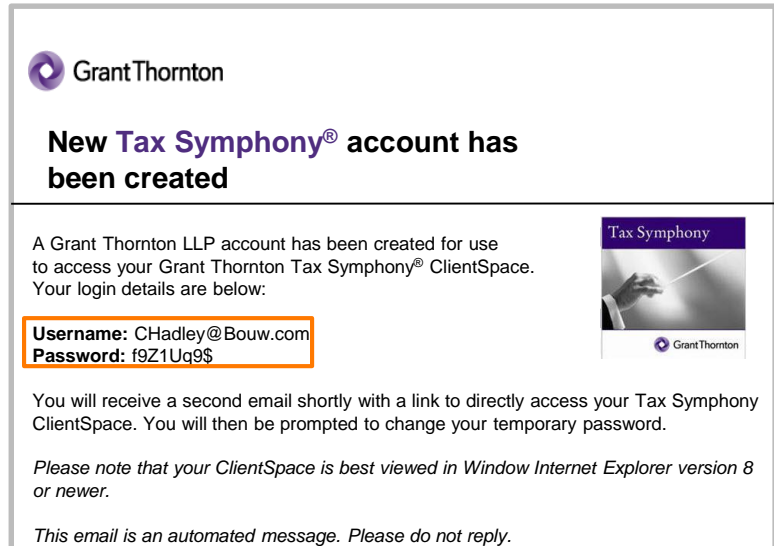 Grant Thornton
New Tax Symphony® account has
been created
A Grant Thornton LLP account has been created for use
to access your Grant Thornton Tax Symphony® ClientSpace.
Your login details are below:
Tax Symphony
Grant Thornton
Username: CHadley@Bouw.com
Password: f9Z1Uq9$
You will receive a second email shortly with a link to directly access your Tax Symphony
ClientSpace. You will then be prompted to change your temporary password.
Please note that your ClientSpace is best viewed in Window Internet Explorer version 8
or newer.
This email is an automated message. Please do not reply.